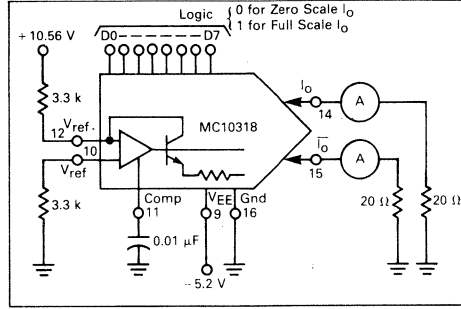 Logic { 0 for Zero Scale I_O
1 for Full Scale I_O
+ 10.56 V
D0 – – – – – – D7
3.3 k
12 V_ref
10
V_ref
MC10318
I_O
14
A
I̅_O
15
A
3.3 k
Comp
11
V_EE
9
Gnd
16
0.01 µF
- 5.2 V
20 Ω
20 Ω